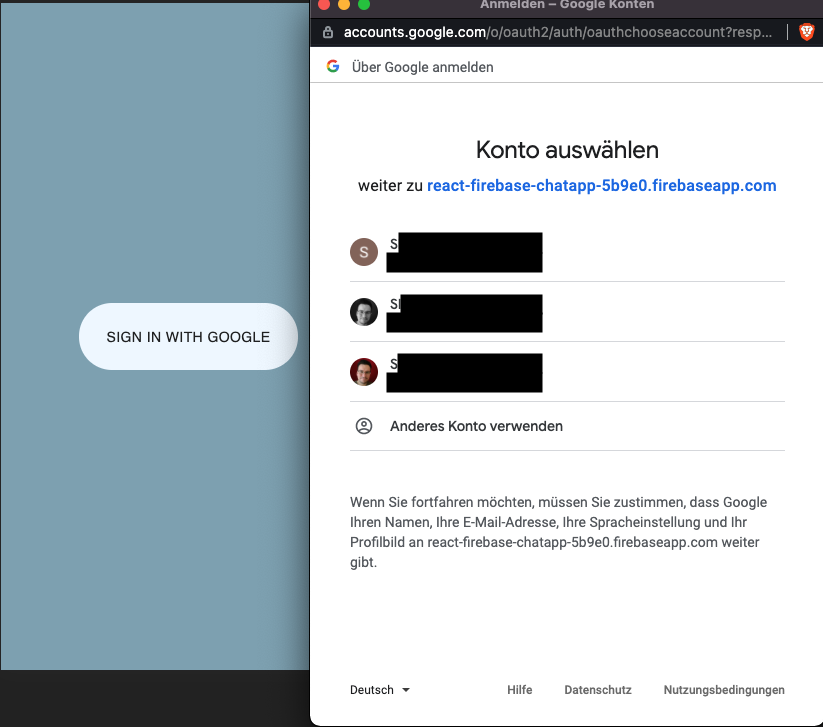 Anmelden – Google Konten
accounts.google.com/o/oauth2/auth/oauthchooseaccount?resp...
Über Google anmelden
Konto auswählen
weiter zu react-firebase-chatapp-5b9e0.firebaseapp.com
S
S
SIGN IN WITH GOOGLE
S
Anderes Konto verwenden
Wenn Sie fortfahren möchten, müssen Sie zustimmen, dass Google
Ihren Namen, Ihre E-Mail-Adresse, Ihre Spracheinstellung und Ihr
Profilbild an react-firebase-chatapp-5b9e0.firebaseapp.com weiter
gibt.
Deutsch
Hilfe
Datenschutz
Nutzungsbedingungen